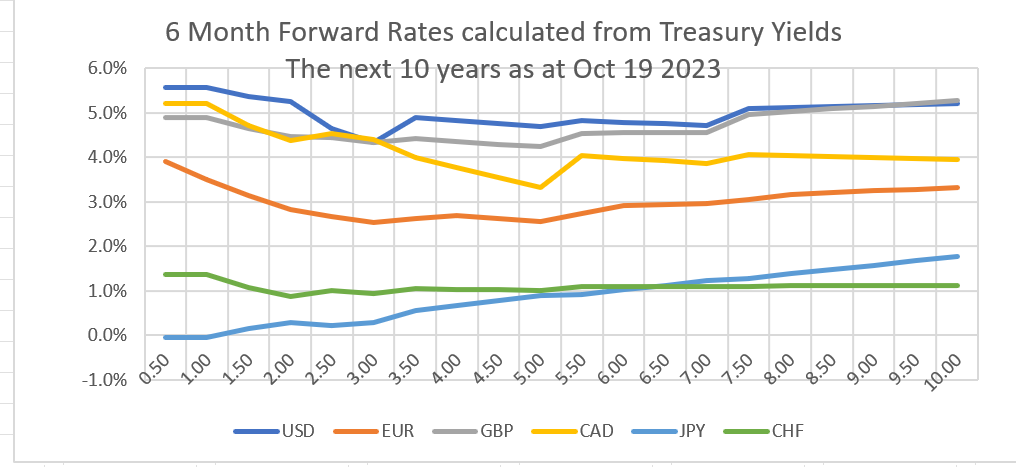 6 Month Forward Rates calculated from Treasury Yields
The next 10 years as at Oct 19 2023
6.0%
5.0%
4.0%
3.0%
2.0%
1.0%
0.0%
-1.0%
0.50 1.00 1.50 2.00 2.50 3.00 3.50 4.00 4.50 5.00 5.50 6.00 6.50 7.00 7.50 8.00 8.50 9.00 9.50 10.00
USD EUR GBP CAD JPY CHF